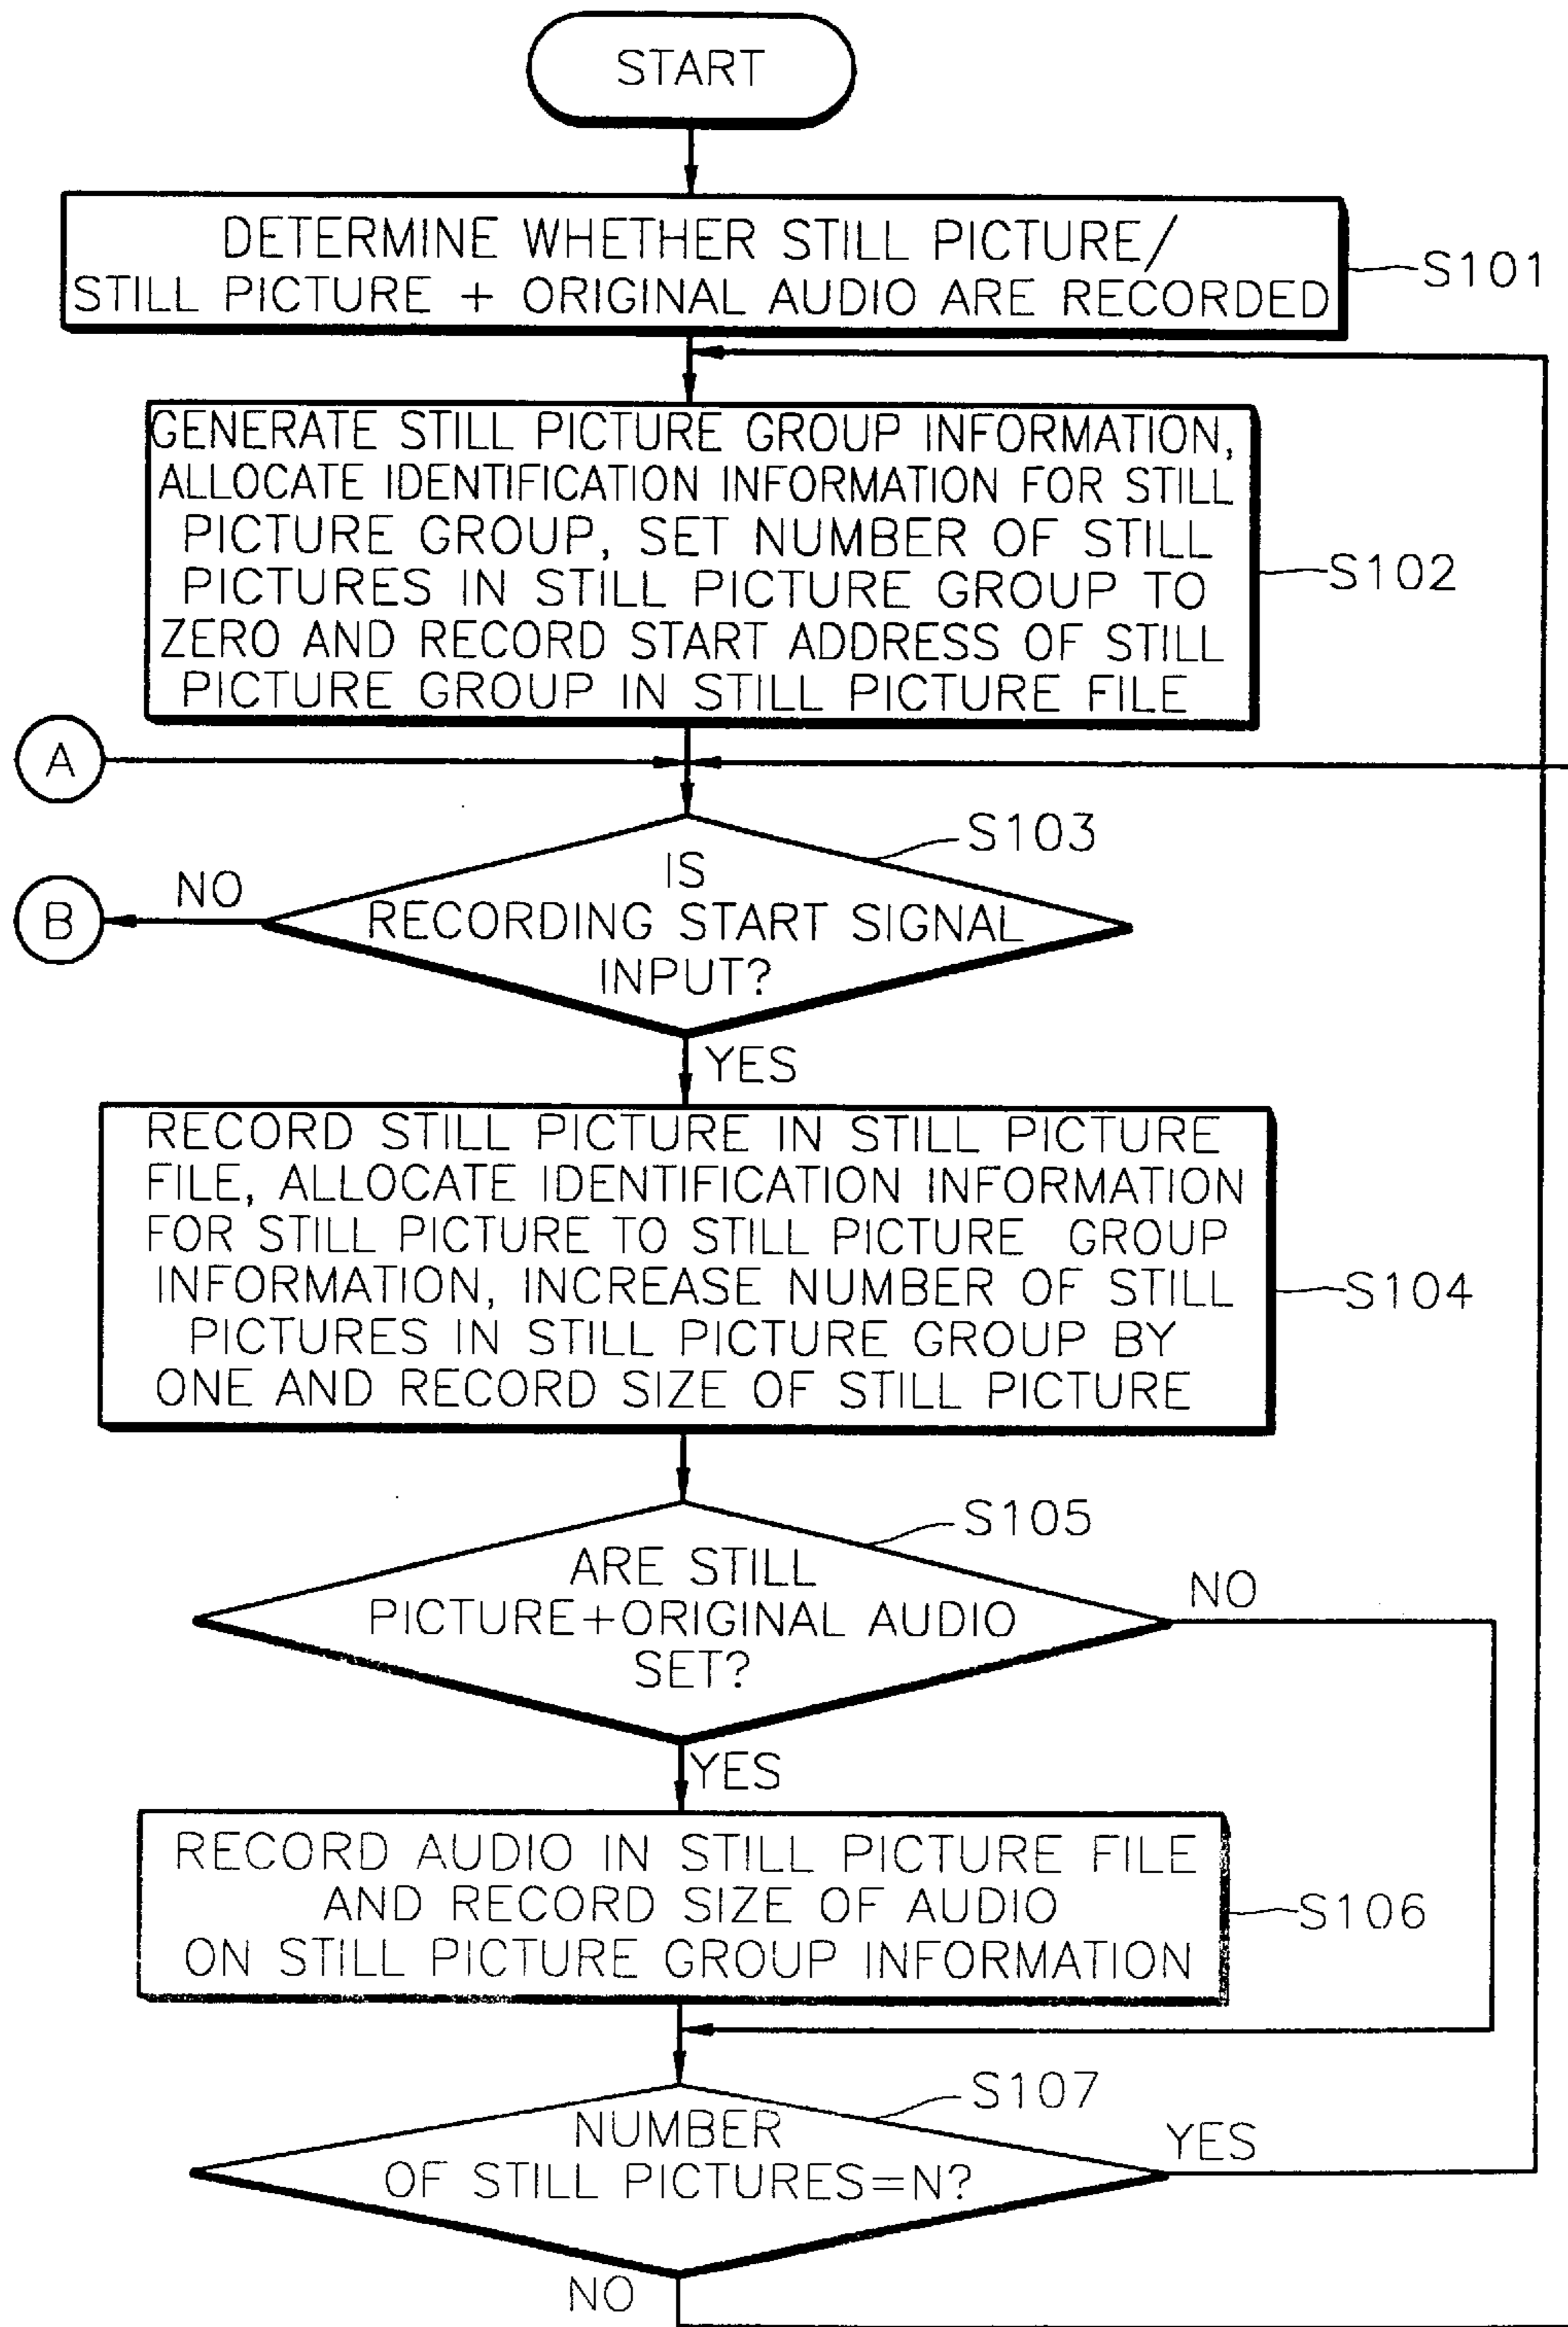 START
DETERMINE WHETHER STILL PICTURE/
STILL PICTURE + ORIGINAL AUDIO ARE RECORDED
S101
GENERATE STILL PICTURE GROUP INFORMATION,
ALLOCATE IDENTIFICATION INFORMATION FOR STILL
PICTURE GROUP, SET NUMBER OF STILL
PICTURES IN STILL PICTURE GROUP TO
ZERO AND RECORD START ADDRESS OF STILL
PICTURE GROUP IN STILL PICTURE FILE
S102
A
S103
IS
RECORDING START SIGNAL
INPUT?
NO
B
YES
RECORD STILL PICTURE IN STILL PICTURE
FILE, ALLOCATE IDENTIFICATION INFORMATION
FOR STILL PICTURE TO STILL PICTURE GROUP
INFORMATION, INCREASE NUMBER OF STILL
PICTURES IN STILL PICTURE GROUP BY
ONE AND RECORD SIZE OF STILL PICTURE
S104
S105
ARE STILL
PICTURE+ORIGINAL AUDIO
SET?
NO
YES
RECORD AUDIO IN STILL PICTURE FILE
AND RECORD SIZE OF AUDIO
ON STILL PICTURE GROUP INFORMATION
S106
S107
NUMBER
OF STILL PICTURES=N?
YES
NO